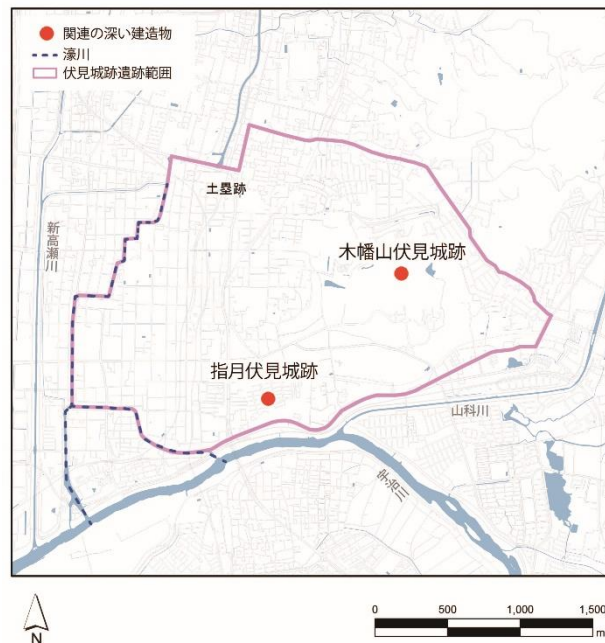 関連の深い建造物
濠川
伏見城跡遺跡範囲
土塁跡
新高瀬川
木幡山伏見城跡
指月伏見城跡
山科川
宇治川
N
0 500 1,000 1,500
m